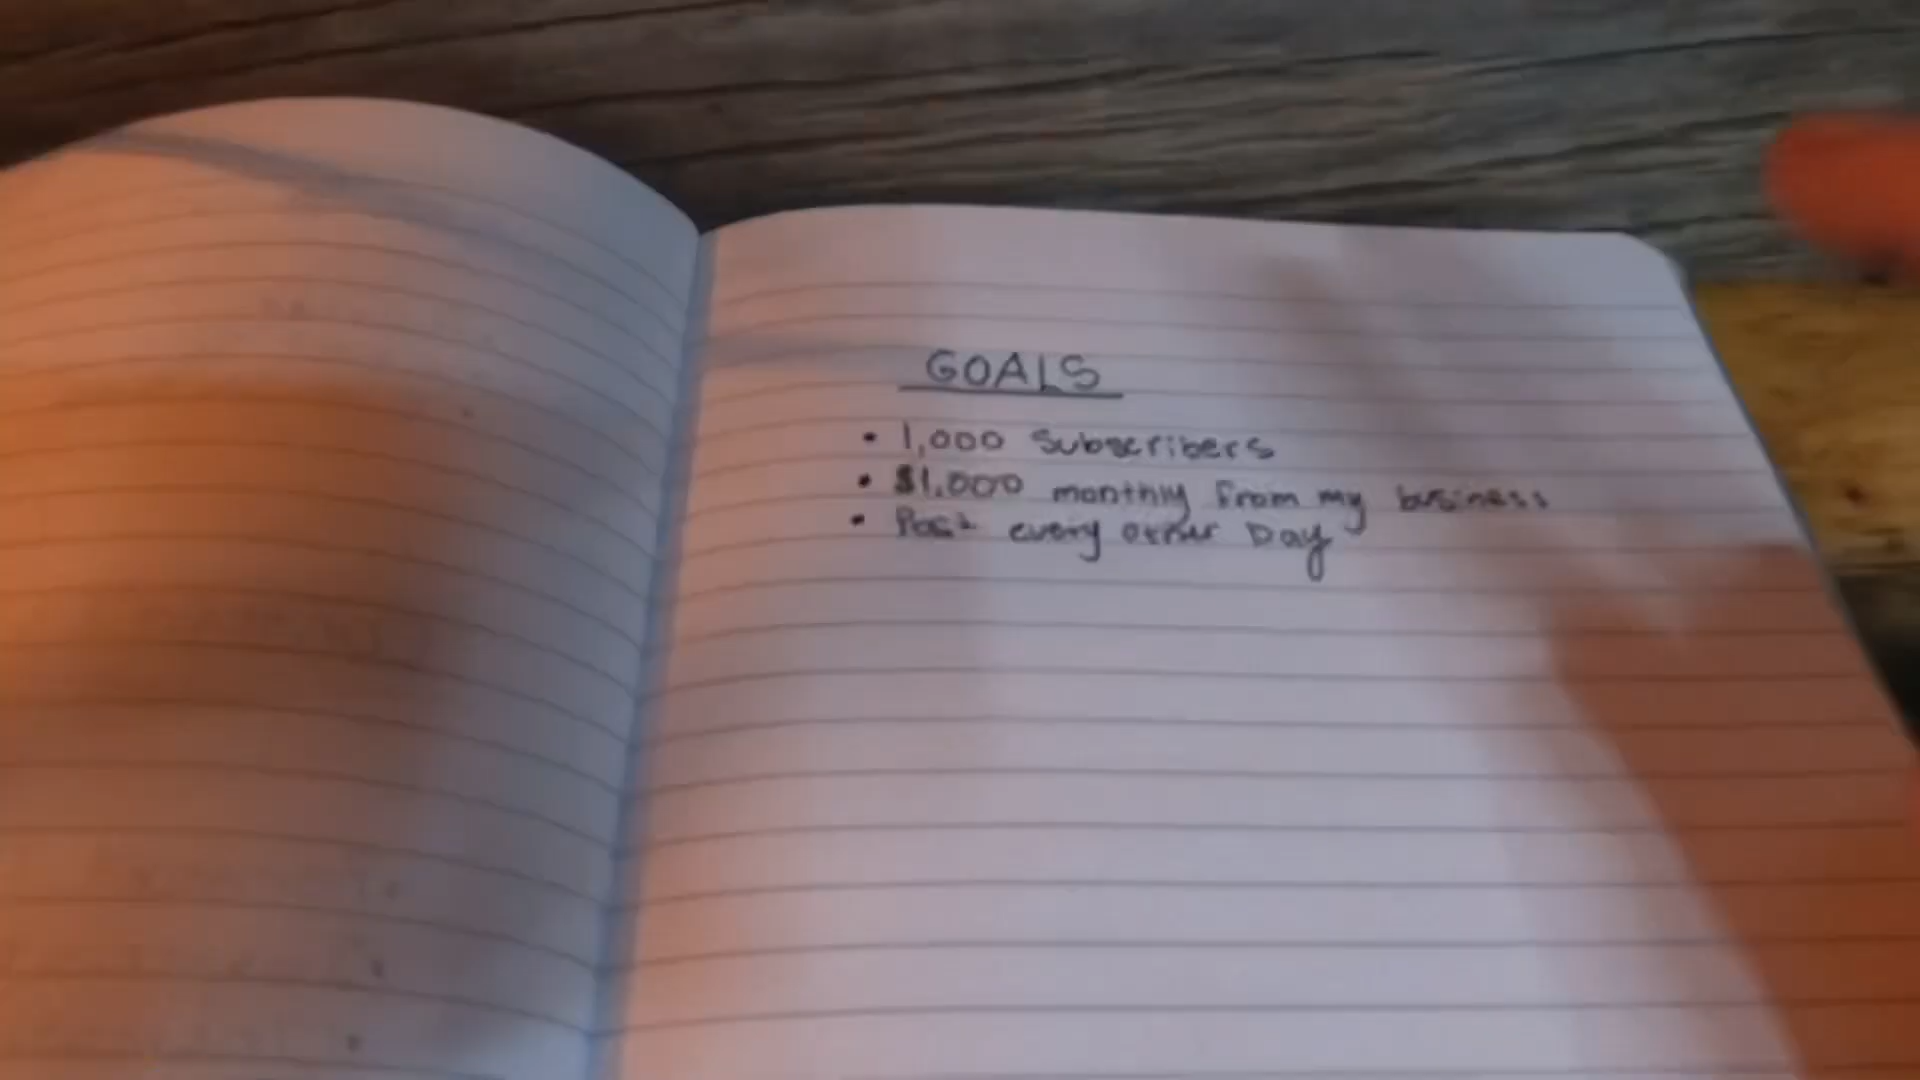 GOALS
• 1,000 Subscribers
• $1,000 monthly from my business
• Post every other Day